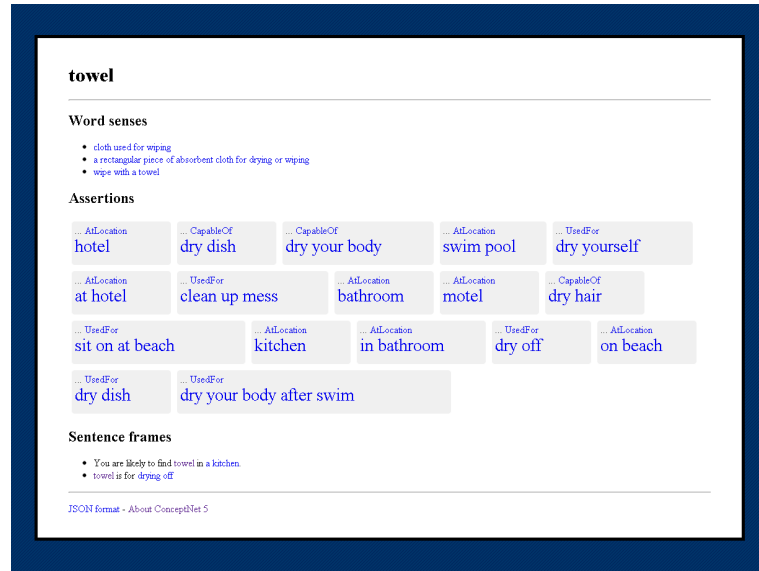 towel
Word senses
cloth used for wiping
a rectangular piece of absorbent cloth for drying or wiping
wipe with a towel
Assertions
... AtLocation ... CapableOf ... CapableOf ... AtLocation ... UsedFor
hotel dry dish dry your body swim pool dry yourself
... AtLocation ... UsedFor ... AtLocation ... AtLocation ... CapableOf
at hotel clean up mess bathroom motel dry hair
... UsedFor ... AtLocation ... AtLocation ... UsedFor ... AtLocation
sit on at beach kitchen in bathroom dry off on beach
... UsedFor ... UsedFor
dry dish dry your body after swim
Sentence frames
You are likely to find towel in a kitchen.
towel is for drying off
JSON format - About ConceptNet 5